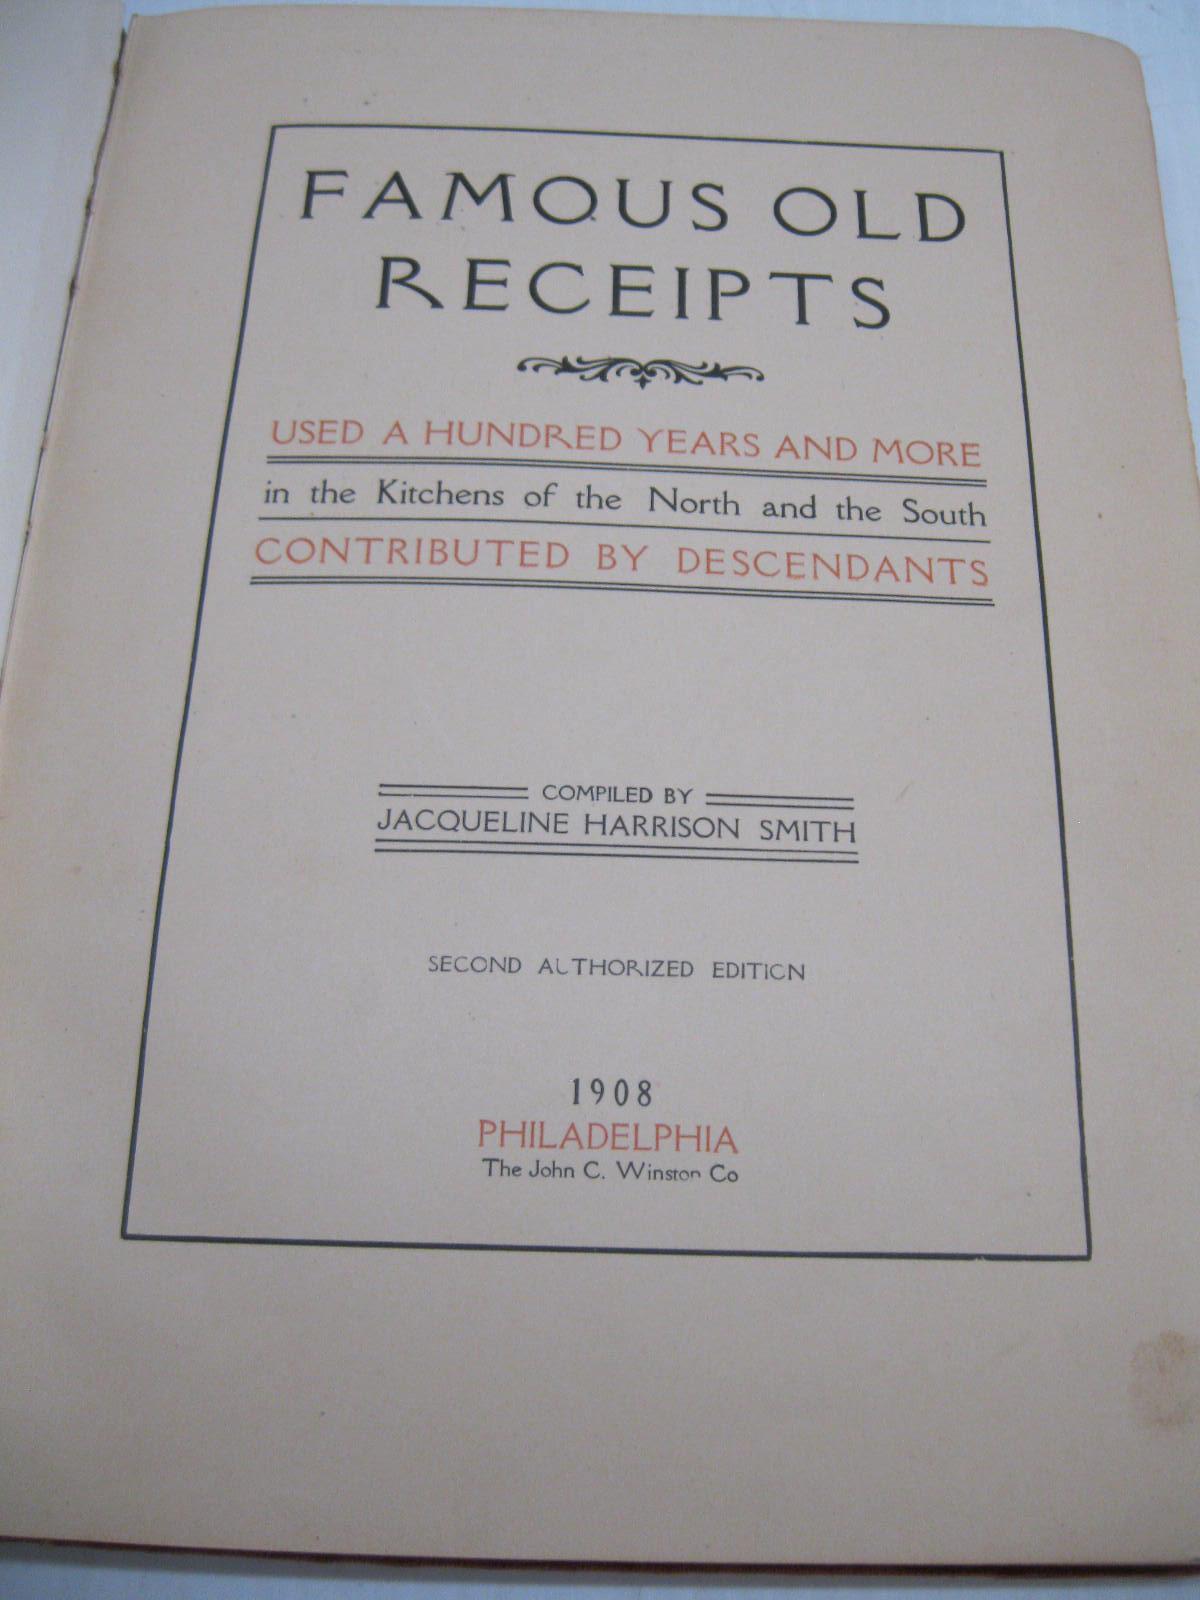 FAMOUS OLD
RECEIPTS
USED A HUNDRED YEARS AND MORE
in the Kitchens of the North and the South
CONTRIBUTED BY DESCENDANTS
COMPILED BY
JACQUELINE HARRISON SMITH
SECOND AUTHORIZED EDITION
1908
PHILADELPHIA
The John C. Winston Co